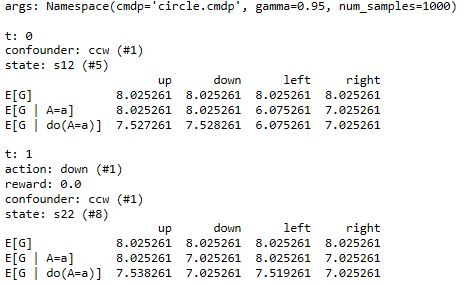 args: Namespace(cmdp='circle.cmdp', gamma=0.95, num_samples=1000)
t: 0
confounder: ccw (#1)
state: s12 (#5)
up down left right
E[G] 8.025261 8.025261 8.025261 8.025261
E[G | A=a] 8.025261 8.025261 6.075261 7.025261
E[G | do(A=a)] 7.527261 7.528261 6.075261 7.025261
t: 1
action: down (#1)
reward: 0.0
confounder: ccw (#1)
state: s22 (#8)
up down left right
E[G] 8.025261 8.025261 8.025261 8.025261
E[G | A=a] 8.025261 7.025261 8.025261 7.025261
E[G | do(A=a)] 7.538261 7.025261 7.519261 7.025261